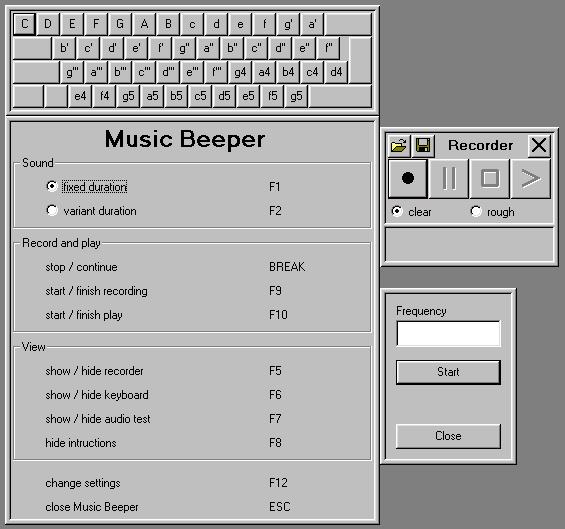 C D E F G A B c d e f g' a'
b' c' d' e' f' g'' a'' b'' c'' d'' e'' f''
g''' a''' b''' c''' d''' e''' f''' g4 a4 b4 c4 d4
e4 f4 g5 a5 b5 c5 d5 e5 f5 g5
Music Beeper
Sound
fixed duration F1
variant duration F2
Record and play
stop / continue BREAK
start / finish recording F9
start / finish play F10
View
show / hide recorder F5
show / hide keyboard F6
show / hide audio test F7
hide intructions F8
change settings F12
close Music Beeper ESC
Recorder
clear rough
Frequency
Start
Close